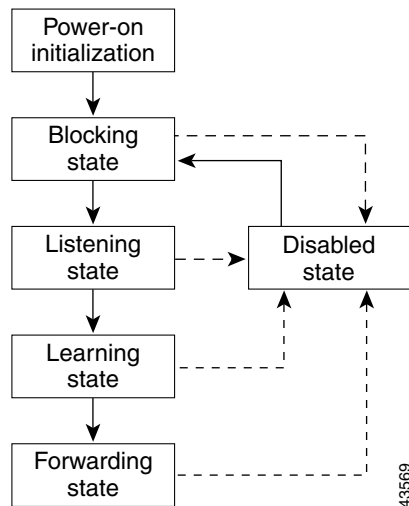 Power-on
initialization
Blocking
state
Listening
state
Disabled
state
Learning
state
Forwarding
state
43569